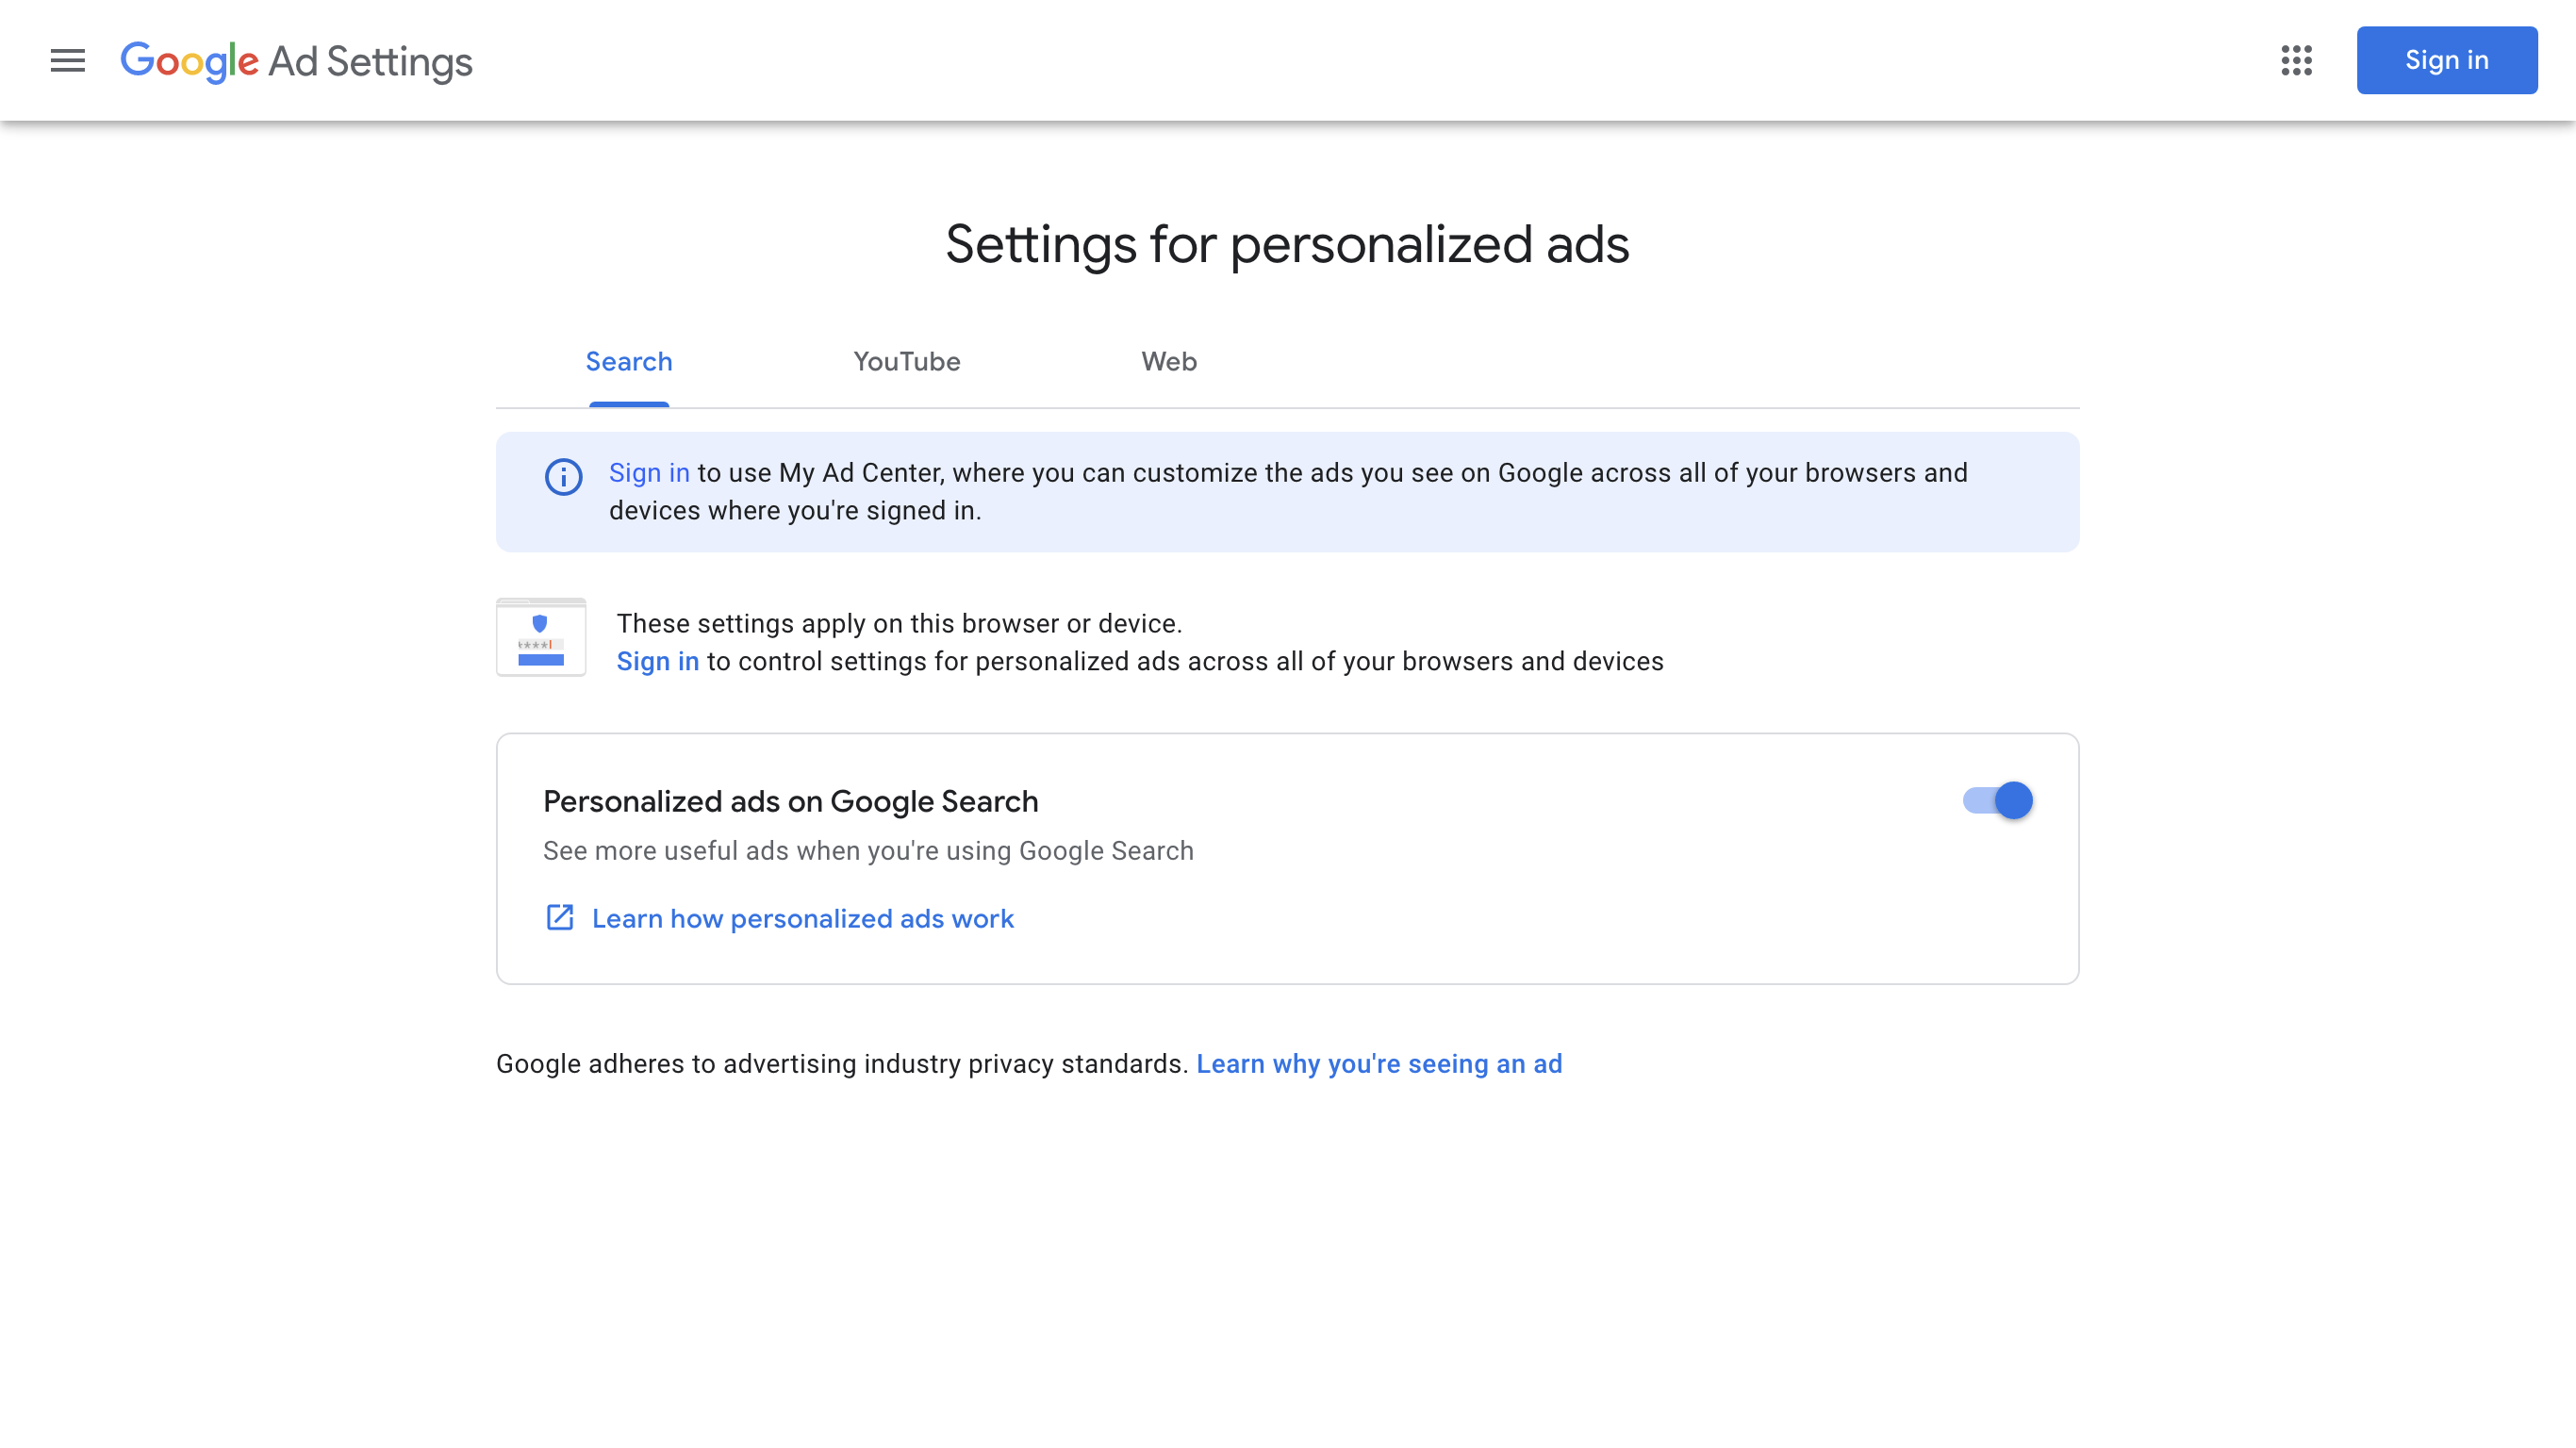 Google Ad Settings
Sign in
Settings for personalized ads
Search
YouTube
Web
Sign in to use My Ad Center, where you can customize the ads you see on Google across all of your browsers and
devices where you're signed in.
These settings apply on this browser or device.
Sign in to control settings for personalized ads across all of your browsers and devices
Personalized ads on Google Search
See more useful ads when you're using Google Search
Learn how personalized ads work
Google adheres to advertising industry privacy standards. Learn why you're seeing an ad